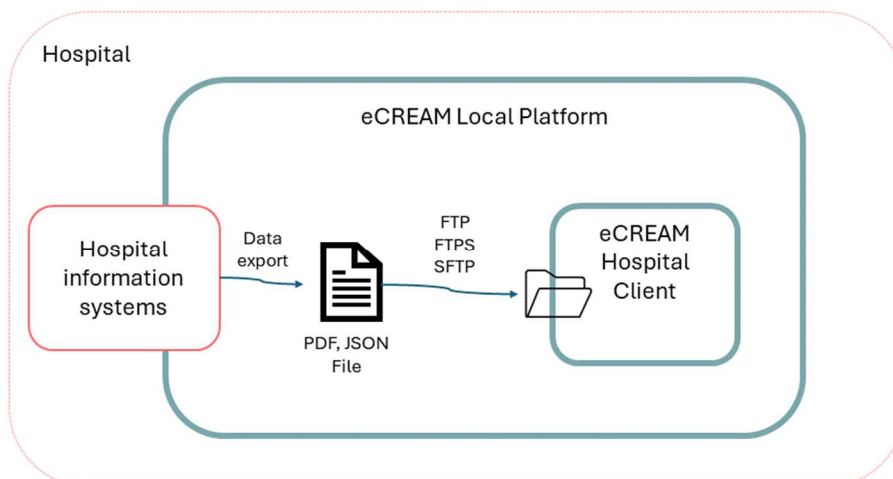 Hospital
eCREAM Local Platform
Hospital
information
systems
Data
export
PDF, JSON
File
FTP
FTPS
SFTP
eCREAM
Hospital
Client